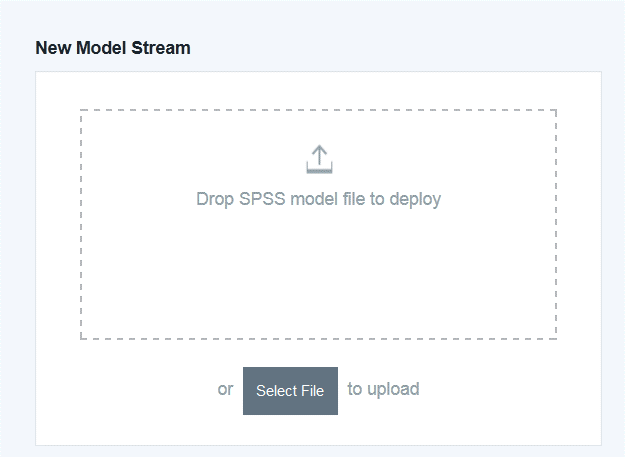 New Model Stream
Drop SPSS model file to deploy
or Select File to upload